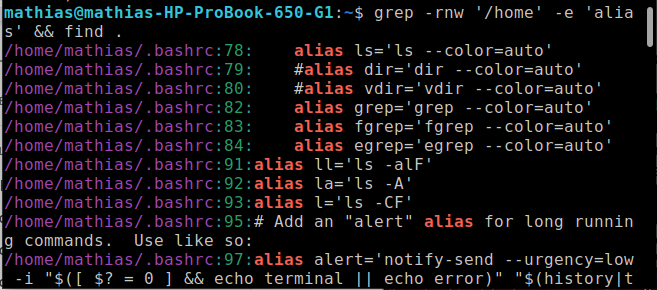 mathias@mathias-HP-ProBook-650-G1:~$ grep -rnw '/home' -e 'alia
s' && find .
/home/mathias/.bashrc:78:    alias ls='ls --color=auto'
/home/mathias/.bashrc:79:    #alias dir='dir --color=auto'
/home/mathias/.bashrc:80:    #alias vdir='vdir --color=auto'
/home/mathias/.bashrc:82:    alias grep='grep --color=auto'
/home/mathias/.bashrc:83:    alias fgrep='fgrep --color=auto'
/home/mathias/.bashrc:84:    alias egrep='egrep --color=auto'
/home/mathias/.bashrc:91:alias ll='ls -alF'
/home/mathias/.bashrc:92:alias la='ls -A'
/home/mathias/.bashrc:93:alias l='ls -CF'
/home/mathias/.bashrc:95:# Add an "alert" alias for long runnin
g commands.  Use like so:
/home/mathias/.bashrc:97:alias alert='notify-send --urgency=low
 -i "$([ $? = 0 ] && echo terminal || echo error)" "$(history|t